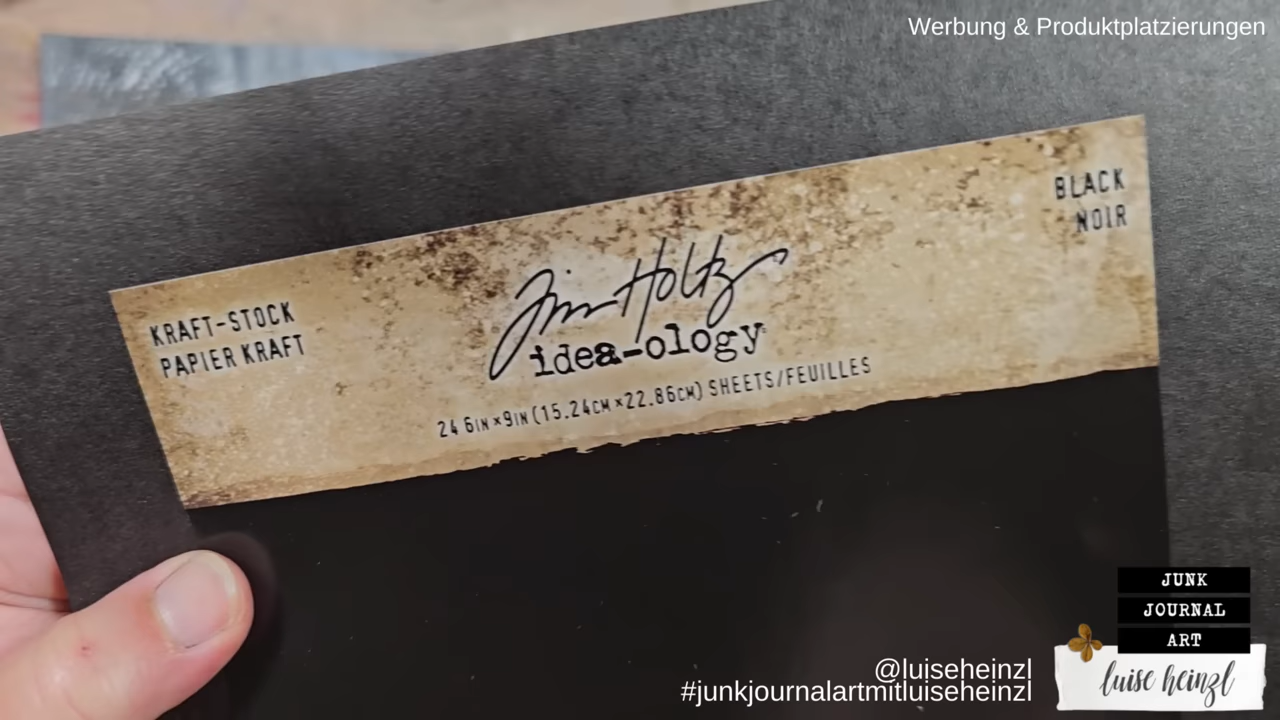 Werbung & Produktplatzierungen
BLACK
NOIR
KRAFT-STOCK
PAPIER KRAFT
Tim Holtz
idea-ology
24 6IN×9IN (15.24CM×22.86CM) SHEETS/FEUILLES
JUNK
JOURNAL
ART
luise heinzl
@luiseheinzl
#junkjournalartmitluiseheinzl